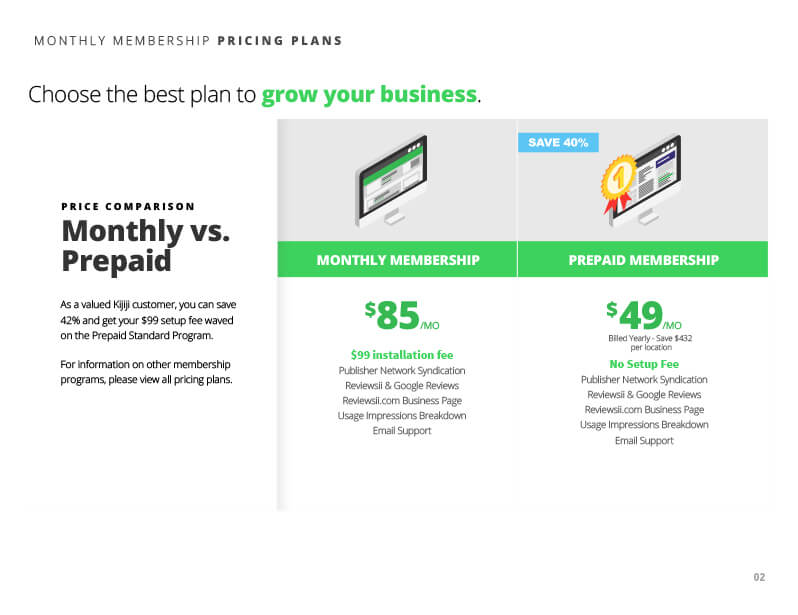 MONTHLY MEMBERSHIP PRICING PLANS
Choose the best plan to grow your business.
PRICE COMPARISON
Monthly vs.
Prepaid
As a valued Kijiji customer, you can save
42% and get your $99 setup fee waved
on the Prepaid Standard Program.
For information on other membership
programs, please view all pricing plans.
MONTHLY MEMBERSHIP
$85/MO
$99 installation fee
Publisher Network Syndication
Reviewsii & Google Reviews
Reviewsii.com Business Page
Usage Impressions Breakdown
Email Support
SAVE 40%
1
PREPAID MEMBERSHIP
$49/MO
Billed Yearly - Save $432
per location
No Setup Fee
Publisher Network Syndication
Reviewsii & Google Reviews
Reviewsii.com Business Page
Usage Impressions Breakdown
Email Support
02